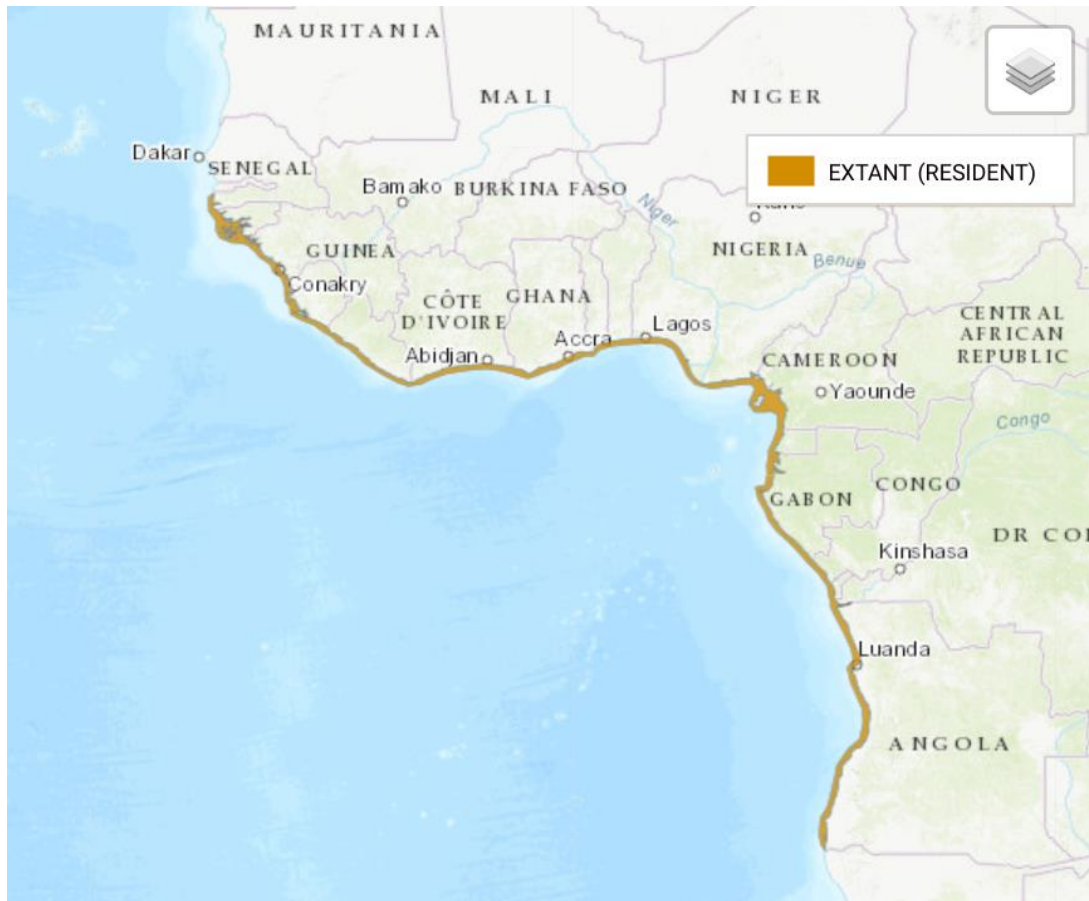 MAURITANIA
MALI
NIGER
EXTANT (RESIDENT)
Dakar
SENEGAL
Bamako
BURKINA FASO
Niger
NIGERIA
Benue
GUINEA
Conakry
CÔTE
D'IVOIRE
GHANA
Lagos
Accra
Abidjan
CENTRAL
AFRICAN
REPUBLIC
CAMEROON
Yaounde
Congo
GABON
CONGO
DR CO
Kinshasa
Luanda
ANGOLA